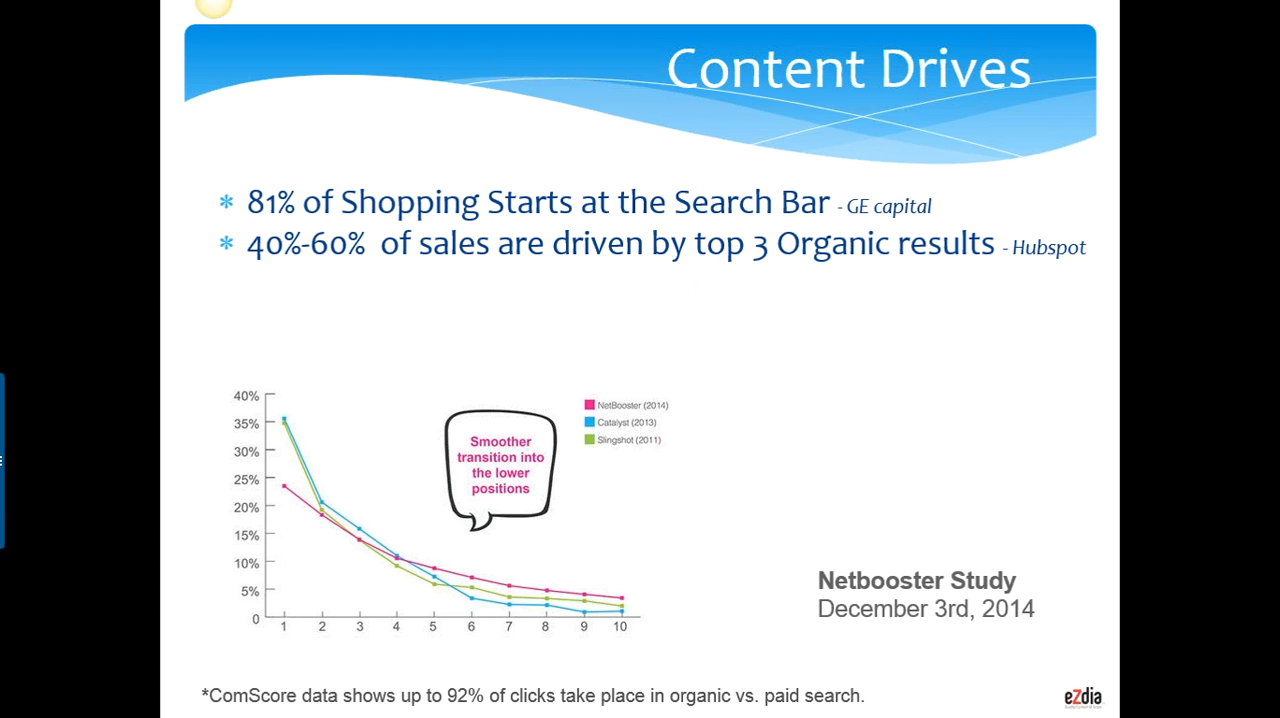 Content Drives
* 81% of Shopping Starts at the Search Bar - GE capital
* 40%-60% of sales are driven by top 3 Organic results - Hubspot
40%
35%
30%
25%
20%
15%
10%
5%
0
1 2 3 4 5 6 7 8 9 10
Smoother
transition into
the lower
positions
NetBooster (2014)
Catalyst (2013)
Slingshot (2011)
Netbooster Study
December 3rd, 2014
*ComScore data shows up to 92% of clicks take place in organic vs. paid search.
eZdia